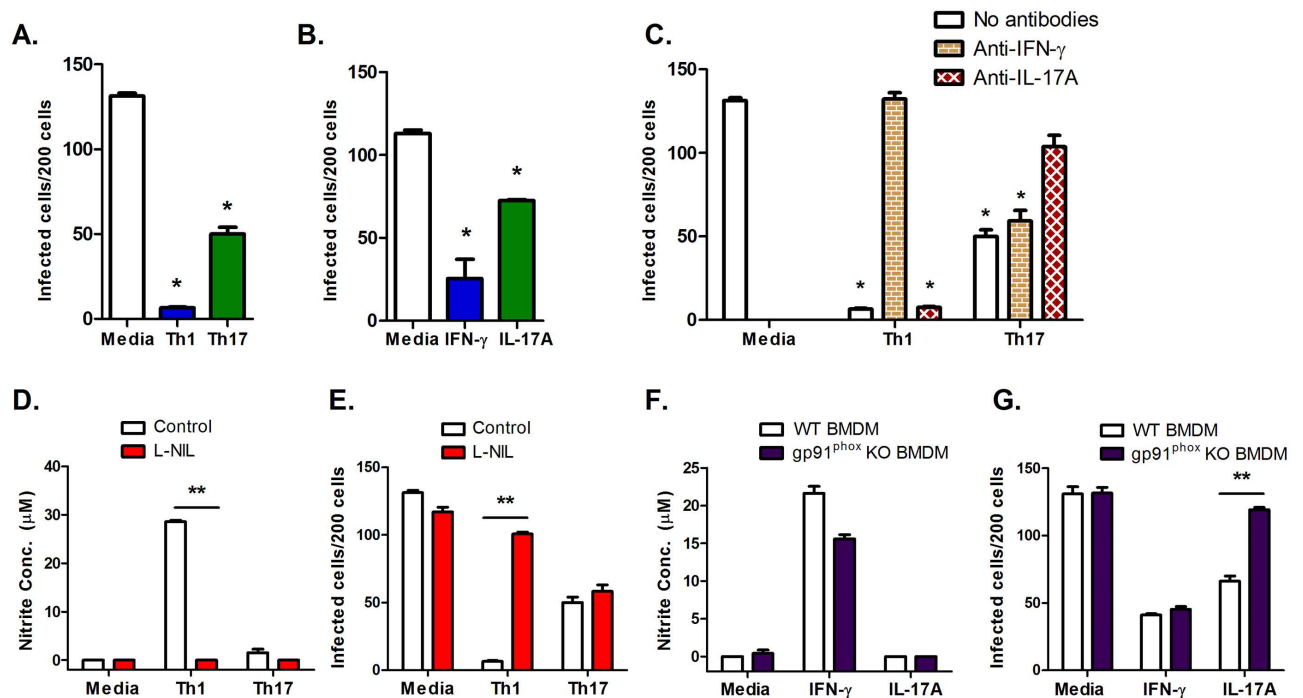 A.
Infected cells/200 cells
150
100
50
0
*
*
Media Th1 Th17
B.
Infected cells/200 cells
150
100
50
0
*
*
Media IFN-γ IL-17A
C.
No antibodies
Anti-IFN-γ
Anti-IL-17A
Infected cells/200 cells
150
100
50
0
*
*
*
*
Media Th1 Th17
D.
Control
L-NIL
Nitrite Conc. (μM)
40
30
20
10
0
**
Media Th1 Th17
E.
Control
L-NIL
Infected cells/200 cells
150
100
50
0
**
Media Th1 Th17
F.
WT BMDM
gp91phox KO BMDM
Nitrite Conc. (μM)
25
20
15
10
5
0
Media IFN-γ IL-17A
G.
WT BMDM
gp91phox KO BMDM
Infected cells/200 cells
150
100
50
0
**
Media IFN-γ IL-17A